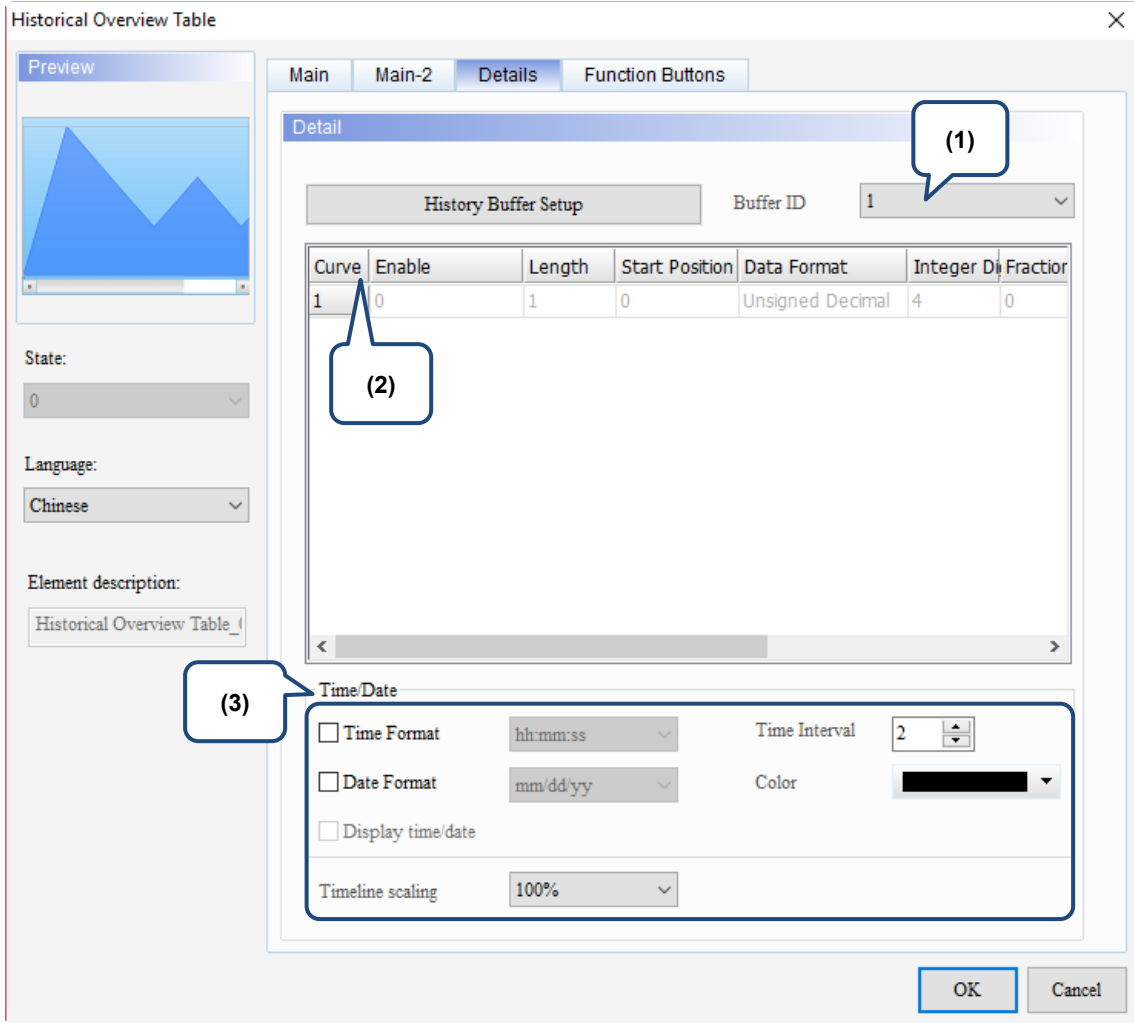 Historical Overview Table
Preview
Main Main-2 Details Function Buttons
Detail
(1)
History Buffer Setup Buffer ID 1
Curve Enable Length Start Position Data Format Integer Di Fraction
1 0 1 0 Unsigned Decimal 4 0
(2)
State:
0
Language:
Chinese
Element description:
Historical Overview Table_
(3)
Time/Date
Time Format hh:mm:ss Time Interval 2
Date Format mm/dd/yy Color
Display time/date
Timeline scaling 100%
OK Cancel